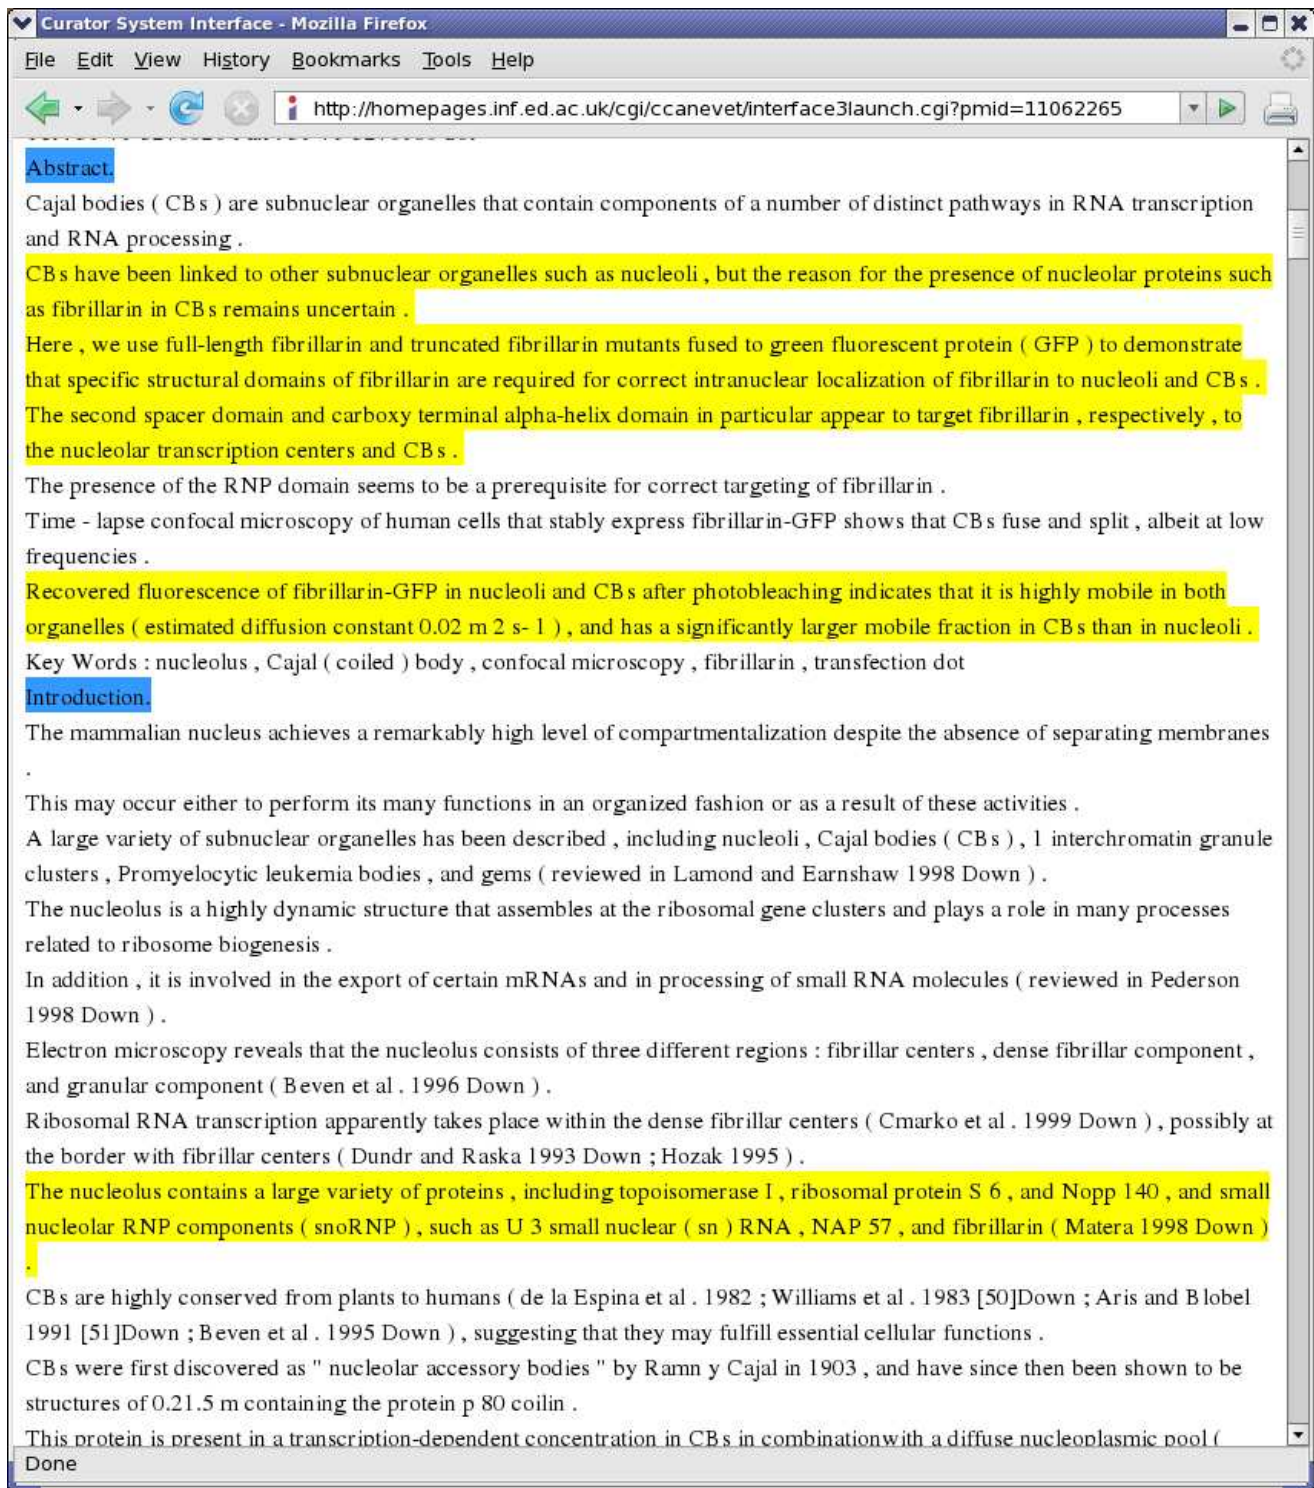 Curator System Interface - Mozilla Firefox
File Edit View History Bookmarks Tools Help
http://homepages.inf.ed.ac.uk/cgi/ccanevet/interface3launch.cgi?pmid=11062265
Abstract.
Cajal bodies ( CBs ) are subnuclear organelles that contain components of a number of distinct pathways in RNA transcription
and RNA processing .
CBs have been linked to other subnuclear organelles such as nucleoli , but the reason for the presence of nucleolar proteins such
as fibrillarin in CBs remains uncertain .
Here , we use full-length fibrillarin and truncated fibrillarin mutants fused to green fluorescent protein ( GFP ) to demonstrate
that specific structural domains of fibrillarin are required for correct intranuclear localization of fibrillarin to nucleoli and CBs .
The second spacer domain and carboxy terminal alpha-helix domain in particular appear to target fibrillarin , respectively , to
the nucleolar transcription centers and CBs .
The presence of the RNP domain seems to be a prerequisite for correct targeting of fibrillarin .
Time - lapse confocal microscopy of human cells that stably express fibrillarin-GFP shows that CBs fuse and split , albeit at low
frequencies .
Recovered fluorescence of fibrillarin-GFP in nucleoli and CBs after photobleaching indicates that it is highly mobile in both
organelles ( estimated diffusion constant 0.02 m 2 s- 1 ) , and has a significantly larger mobile fraction in CBs than in nucleoli .
Key Words : nucleolus , Cajal ( coiled ) body , confocal microscopy , fibrillarin , transfection dot
Introduction.
The mammalian nucleus achieves a remarkably high level of compartmentalization despite the absence of separating membranes
.
This may occur either to perform its many functions in an organized fashion or as a result of these activities .
A large variety of subnuclear organelles has been described , including nucleoli , Cajal bodies ( CBs ) , 1 interchromatin granule
clusters , Promyelocytic leukemia bodies , and gems ( reviewed in Lamond and Earnshaw 1998 Down ) .
The nucleolus is a highly dynamic structure that assembles at the ribosomal gene clusters and plays a role in many processes
related to ribosome biogenesis .
In addition , it is involved in the export of certain mRNAs and in processing of small RNA molecules ( reviewed in Pederson
1998 Down ) .
Electron microscopy reveals that the nucleolus consists of three different regions : fibrillar centers , dense fibrillar component ,
and granular component ( Beven et al . 1996 Down ) .
Ribosomal RNA transcription apparently takes place within the dense fibrillar centers ( Cmarko et al . 1999 Down ) , possibly at
the border with fibrillar centers ( Dundr and Raska 1993 Down ; Hozak 1995 ) .
The nucleolus contains a large variety of proteins , including topoisomerase I , ribosomal protein S 6 , and Nopp 140 , and small
nucleolar RNP components ( snoRNP ) , such as U 3 small nuclear ( sn ) RNA , NAP 57 , and fibrillarin ( Matera 1998 Down )
.
CBs are highly conserved from plants to humans ( de la Espina et al . 1982 ; Williams et al . 1983 [50]Down ; Aris and Blobel
1991 [51]Down ; Beven et al . 1995 Down ) , suggesting that they may fulfill essential cellular functions .
CBs were first discovered as " nucleolar accessory bodies " by Ramn y Cajal in 1903 , and have since then been shown to be
structures of 0.21.5 m containing the protein p 80 coilin .
This protein is present in a transcription-dependent concentration in CBs in combinationwith a diffuse nucleoplasmic pool (
Done